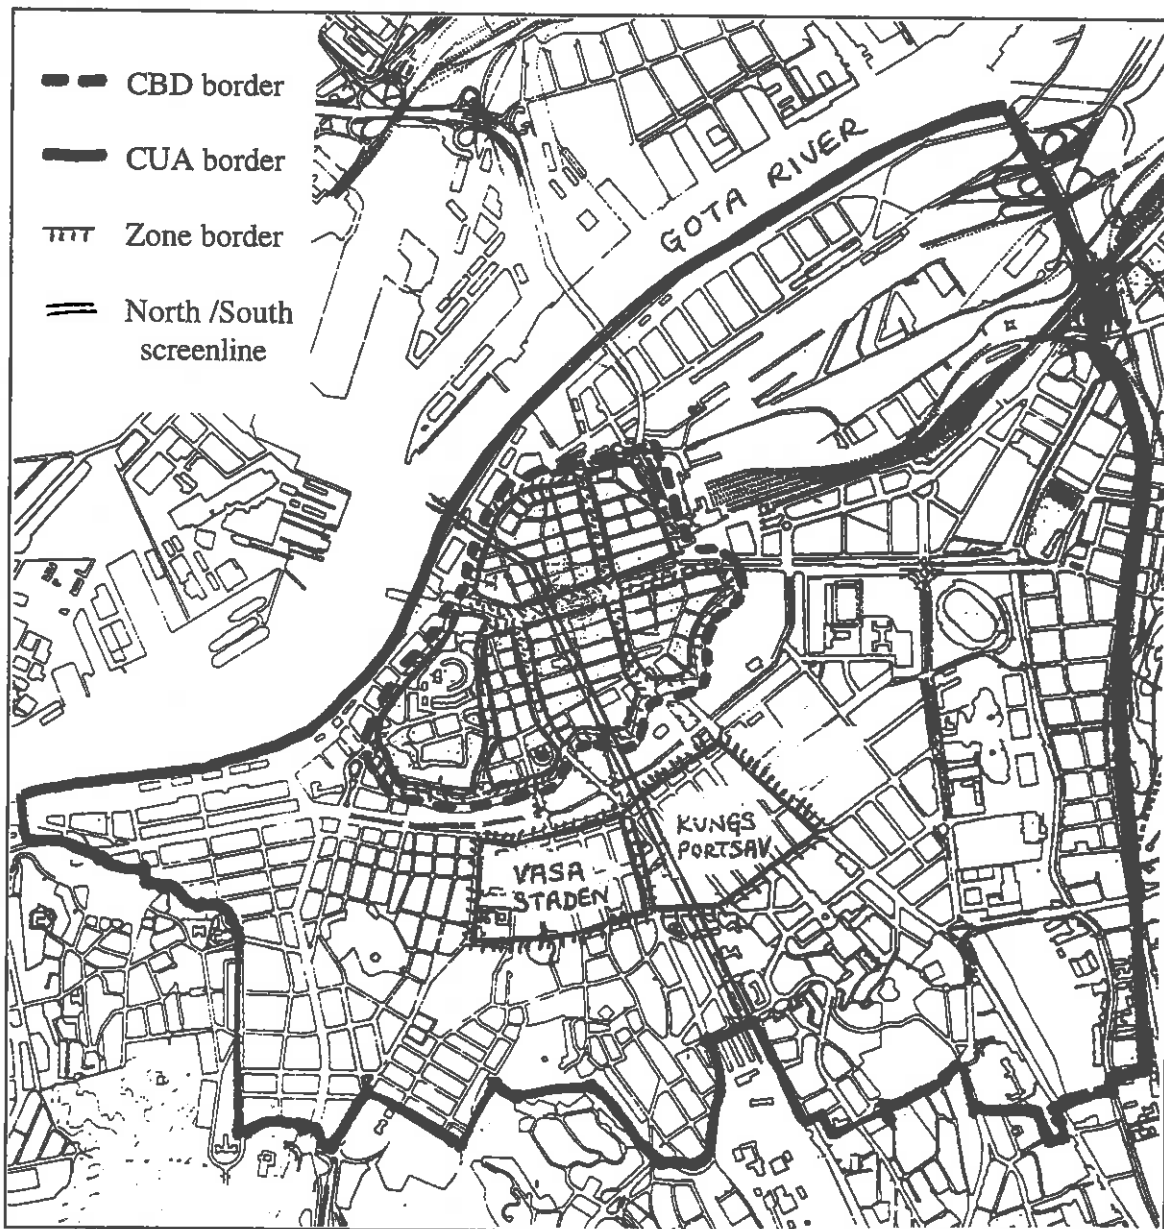 CBD border
CUA border
Zone border
North /South
screenline
GOTA RIVER
KUNGS
PORTSAV
VASA
STADEN